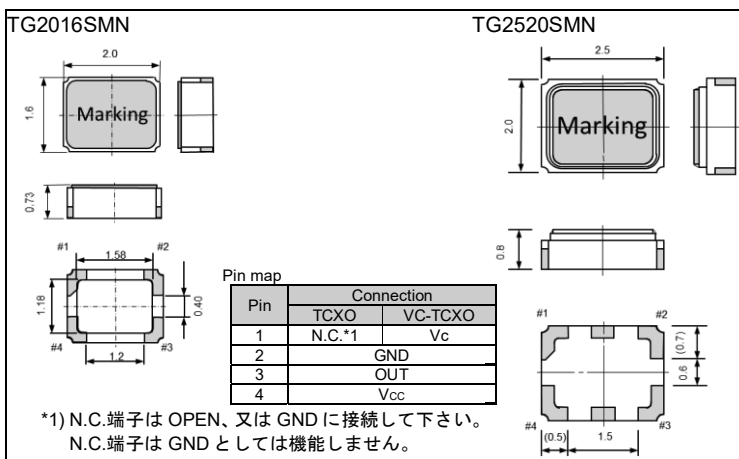 TG2016SMN TG2520SMN
2.0
1.6
Marking
0.73
#1 #2
1.58
1.18
0.40
#4 #3
1.2
2.5
2.0
Marking
0.8
#1 #2
(0.7)
0.6
#4 #3
(0.5) 1.5
Pin map
Pin Connection
TCXO VC-TCXO
1 N.C.*1 Vc
2 GND
3 OUT
4 Vcc
*1) N.C.端子は OPEN、又は GND に接続して下さい。
N.C.端子は GND としては機能しません。